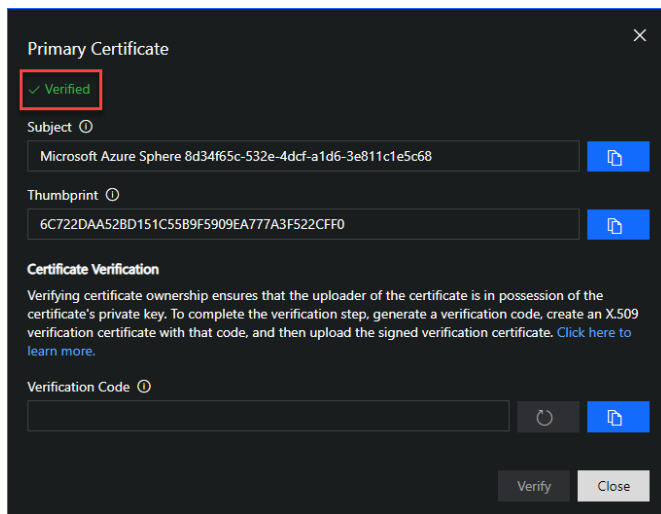 Primary Certificate
Verified
Subject
Microsoft Azure Sphere 8d34f65c-532e-4dcf-a1d6-3e811c1e5c68
Thumbprint
6C722DAA52BD151C55B9F5909EA777A3F522CFF0
Certificate Verification
Verifying certificate ownership ensures that the uploader of the certificate is in possession of the
certificate's private key. To complete the verification step, generate a verification code, create an X.509
verification certificate with that code, and then upload the signed verification certificate. Click here to
learn more.
Verification Code
Verify Close